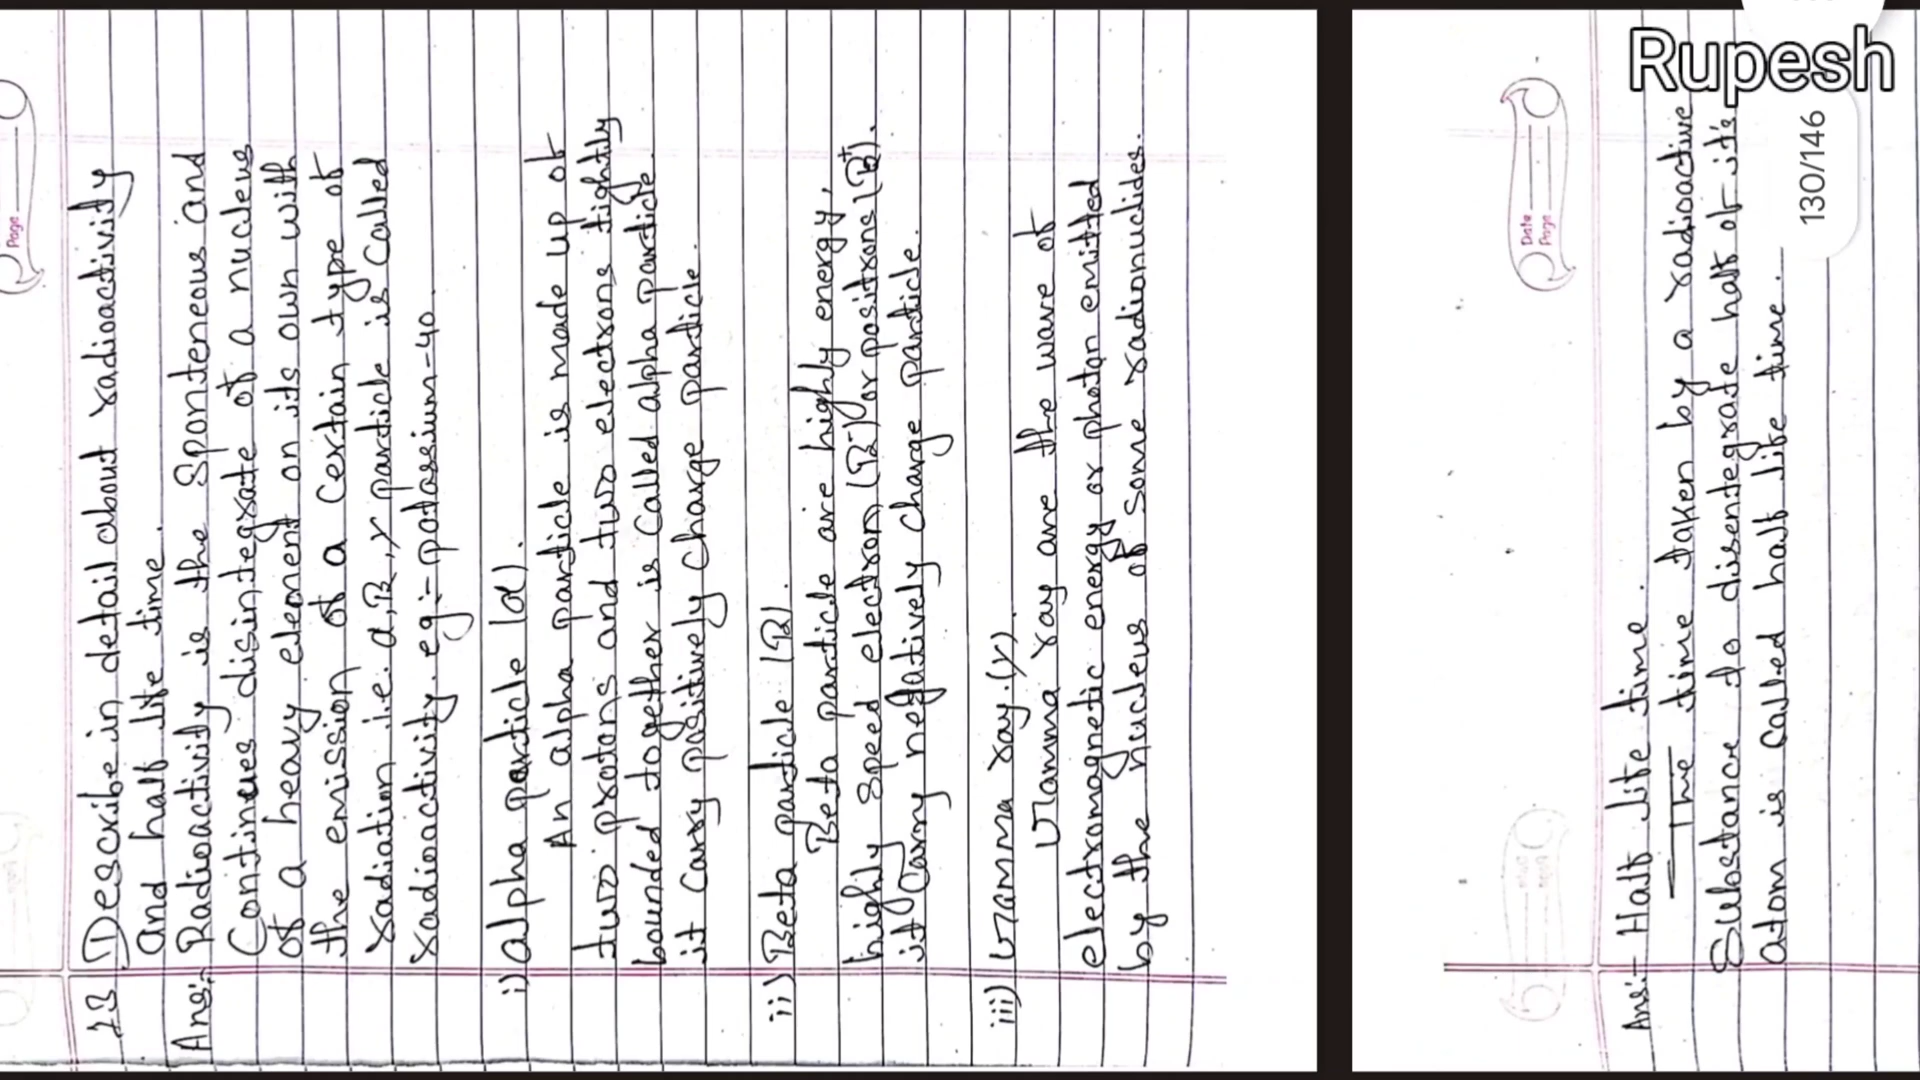 Page
23 Describe in detail about radioactivity
and half life time.
Ans:- Radioactivity is the Sponteneous and
Continues disintegrate of a nucleus
of a heavy element on its own with
the emission of a certain type of
radiation i.e. α, β, γ particle is called
radioactivity. eg:- potassium-40.
i) alpha particle (α).
An alpha particle is made up of
two protons and two electrons tightly
bounded together is called alpha particle.
it Carry positively Charge particle.
ii) Beta particle (β).
Beta particle are highly energy,
highly Speed electron (β⁻) or positrons (β⁺).
it Carry negatively Charge particle.
iii) Gamma ray. (γ).
Gamma ray are the wave of
electromagnetic energy or photon emitted
by the nucleus of Some radionuclides.
Rupesh
130/146
Date
Page
Ans:- Half life time.
The time taken by a radioactive
Substance to disentegrate half of it's
atom is Called half life time.